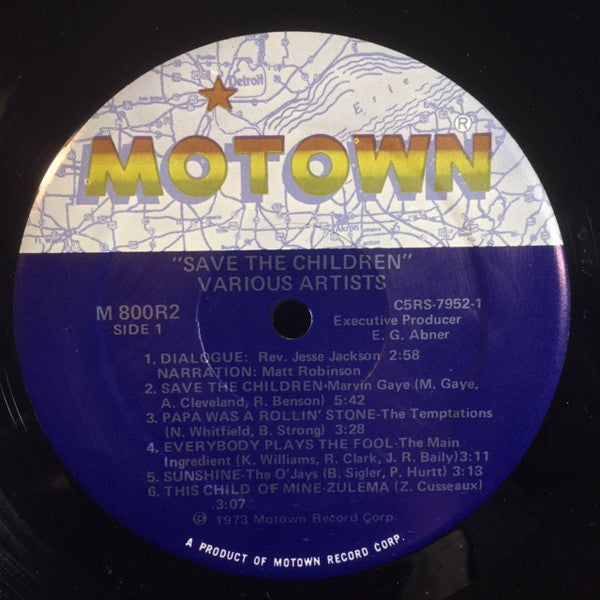 Detroit
Erie
MOTOWN®
Akron
"SAVE THE CHILDREN"
VARIOUS ARTISTS
M 800R2
SIDE 1
C5RS-7952-1
Executive Producer
E. G. Abner
1. DIALOGUE: Rev. Jesse Jackson 2:58
NARRATION: Matt Robinson
2. SAVE THE CHILDREN-Marvin Gaye (M. Gaye,
A. Cleveland, R. Benson) 5:42
3. PAPA WAS A ROLLIN' STONE-The Temptations
(N. Whitfield, B. Strong) 3:28
4. EVERYBODY PLAYS THE FOOL-The Main
Ingredient (K. Williams, R. Clark, J. R. Baily) 3:11
5. SUNSHINE-The O'Jays (B. Sigler, P. Hurtt) 3:13
6. THIS CHILD OF MINE-ZULEMA (Z. Cusseaux)
3:07
℗ 1973 Motown Record Corp.
A PRODUCT OF MOTOWN RECORD CORP.